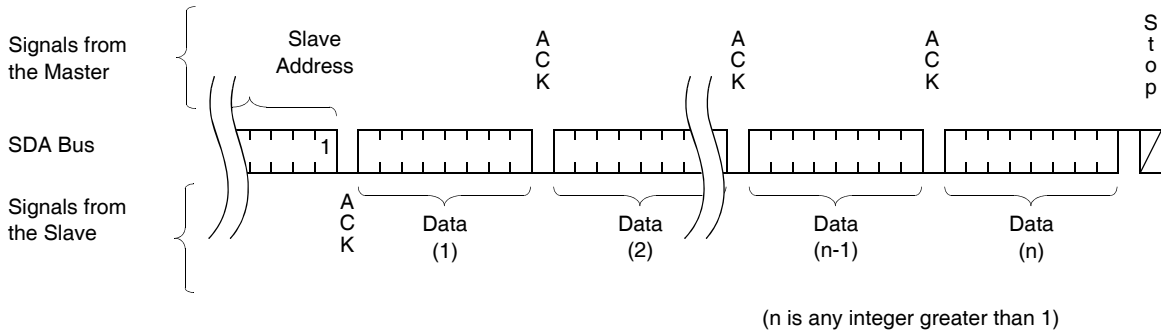 Signals from
the Master
Slave
Address
A
C
K
A
C
K
A
C
K
S
t
o
p
SDA Bus
1
Signals from
the Slave
A
C
K
Data
(1)
Data
(2)
Data
(n-1)
Data
(n)
(n is any integer greater than 1)